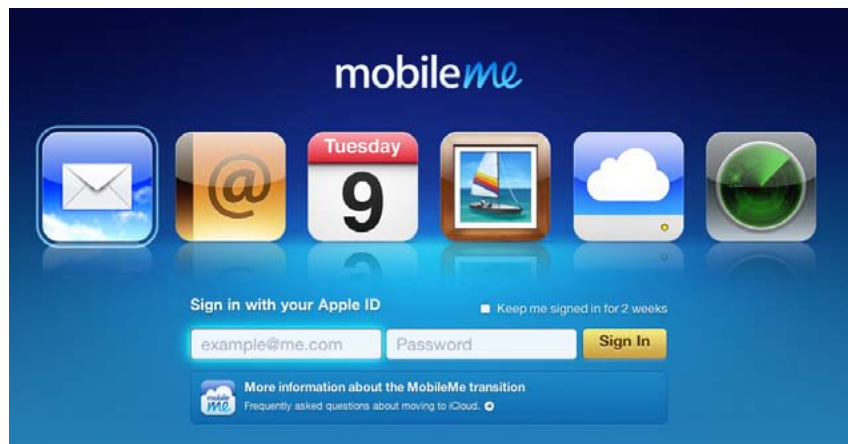 mobileme
@
Tuesday
9
Sign in with your Apple ID
Keep me signed in for 2 weeks
example@me.com
Password
Sign In
mobile
me
More information about the MobileMe transition
Frequently asked questions about moving to iCloud.